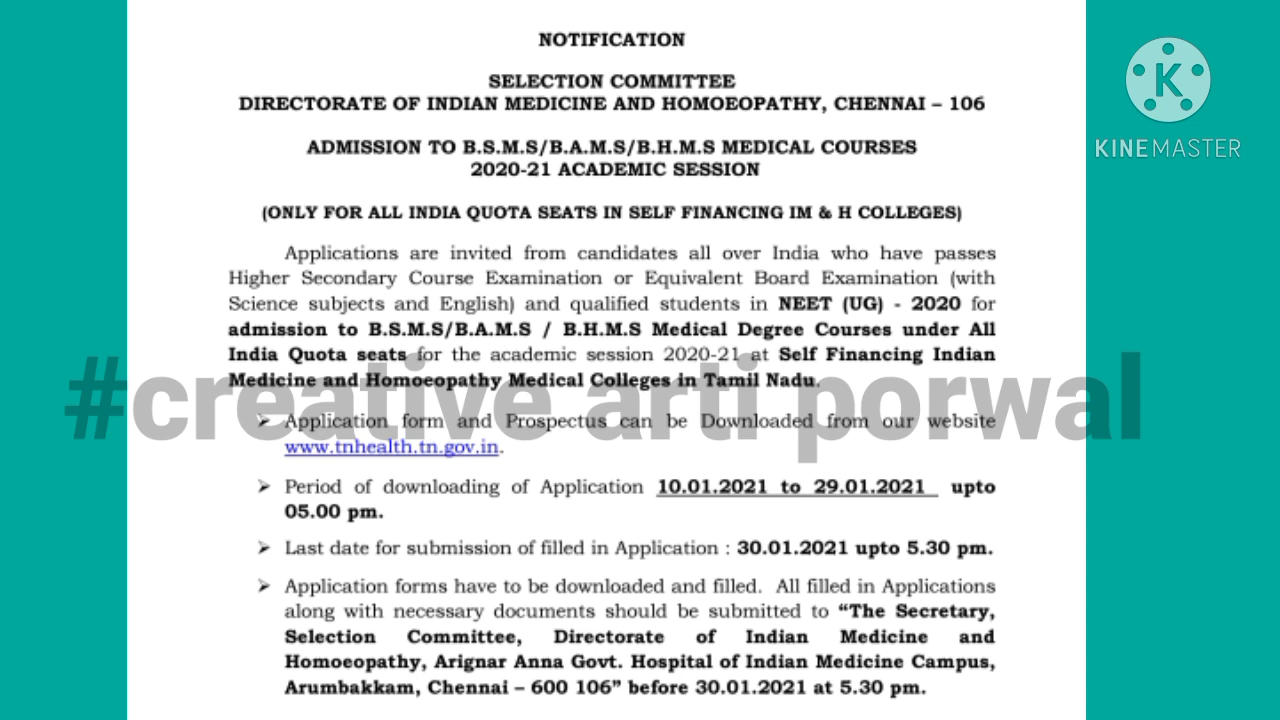 NOTIFICATION
SELECTION COMMITTEE
DIRECTORATE OF INDIAN MEDICINE AND HOMOEOPATHY, CHENNAI – 106
ADMISSION TO B.S.M.S/B.A.M.S/B.H.M.S MEDICAL COURSES
2020-21 ACADEMIC SESSION
(ONLY FOR ALL INDIA QUOTA SEATS IN SELF FINANCING IM & H COLLEGES)
Applications are invited from candidates all over India who have passes
Higher Secondary Course Examination or Equivalent Board Examination (with
Science subjects and English) and qualified students in NEET (UG) - 2020 for
admission to B.S.M.S/B.A.M.S / B.H.M.S Medical Degree Courses under All
India Quota seats for the academic session 2020-21 at Self Financing Indian
Medicine and Homoeopathy Medical Colleges in Tamil Nadu.
➢ Application form and Prospectus can be Downloaded from our website
www.tnhealth.tn.gov.in.
➢ Period of downloading of Application 10.01.2021 to 29.01.2021 upto
05.00 pm.
➢ Last date for submission of filled in Application : 30.01.2021 upto 5.30 pm.
➢ Application forms have to be downloaded and filled. All filled in Applications
along with necessary documents should be submitted to “The Secretary,
Selection Committee, Directorate of Indian Medicine and
Homoeopathy, Arignar Anna Govt. Hospital of Indian Medicine Campus,
Arumbakkam, Chennai – 600 106” before 30.01.2021 at 5.30 pm.
#creative arti porwal
K
KINEMASTER